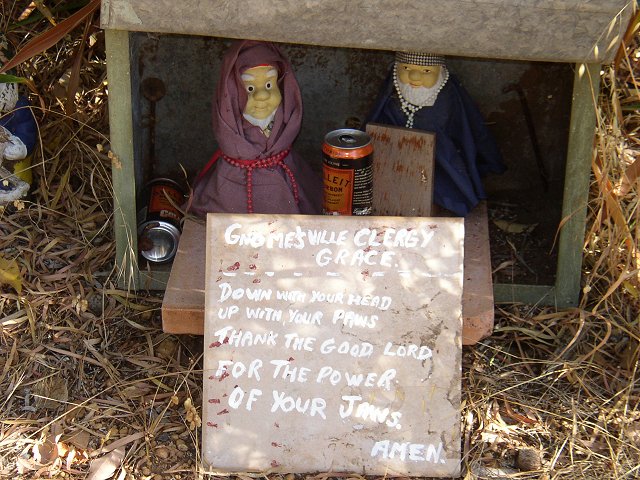 GNOMESVILLE CLERGY
GRACE.
DOWN WITH YOUR HEAD
UP WITH, YOUR PAWS
THANK THE GOOD LORD
FOR THE POWER.
OF YOUR JAWS.
AMEN.